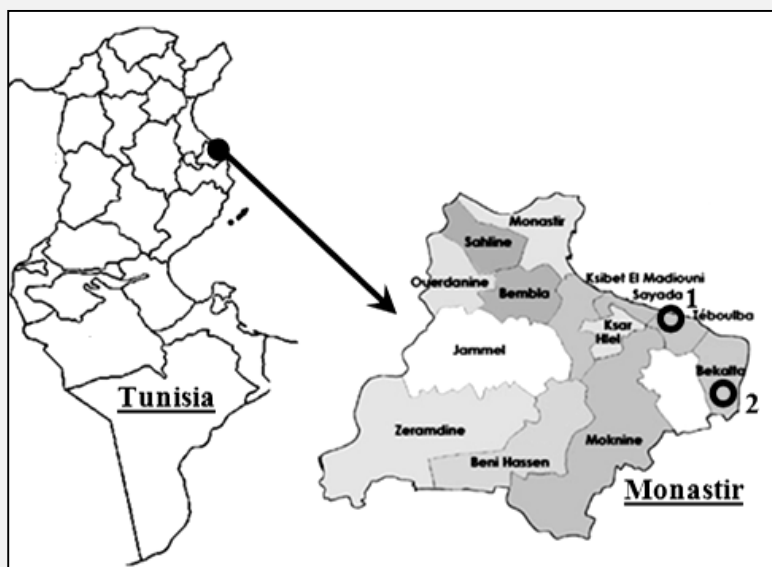 Tunisia
Monastir
Sahline
Ouerdanine
Bembla
Ksibet El Madiouni
Sayada
1
Téboulba
Ksar
Hlel
Jammel
Bekalta
2
Zeramdine
Moknine
Beni Hassen
Monastir